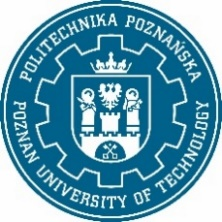 POLITECHNIKA POZNAŃSKA
POZNAN UNIVERSITY OF TECHNOLOGY